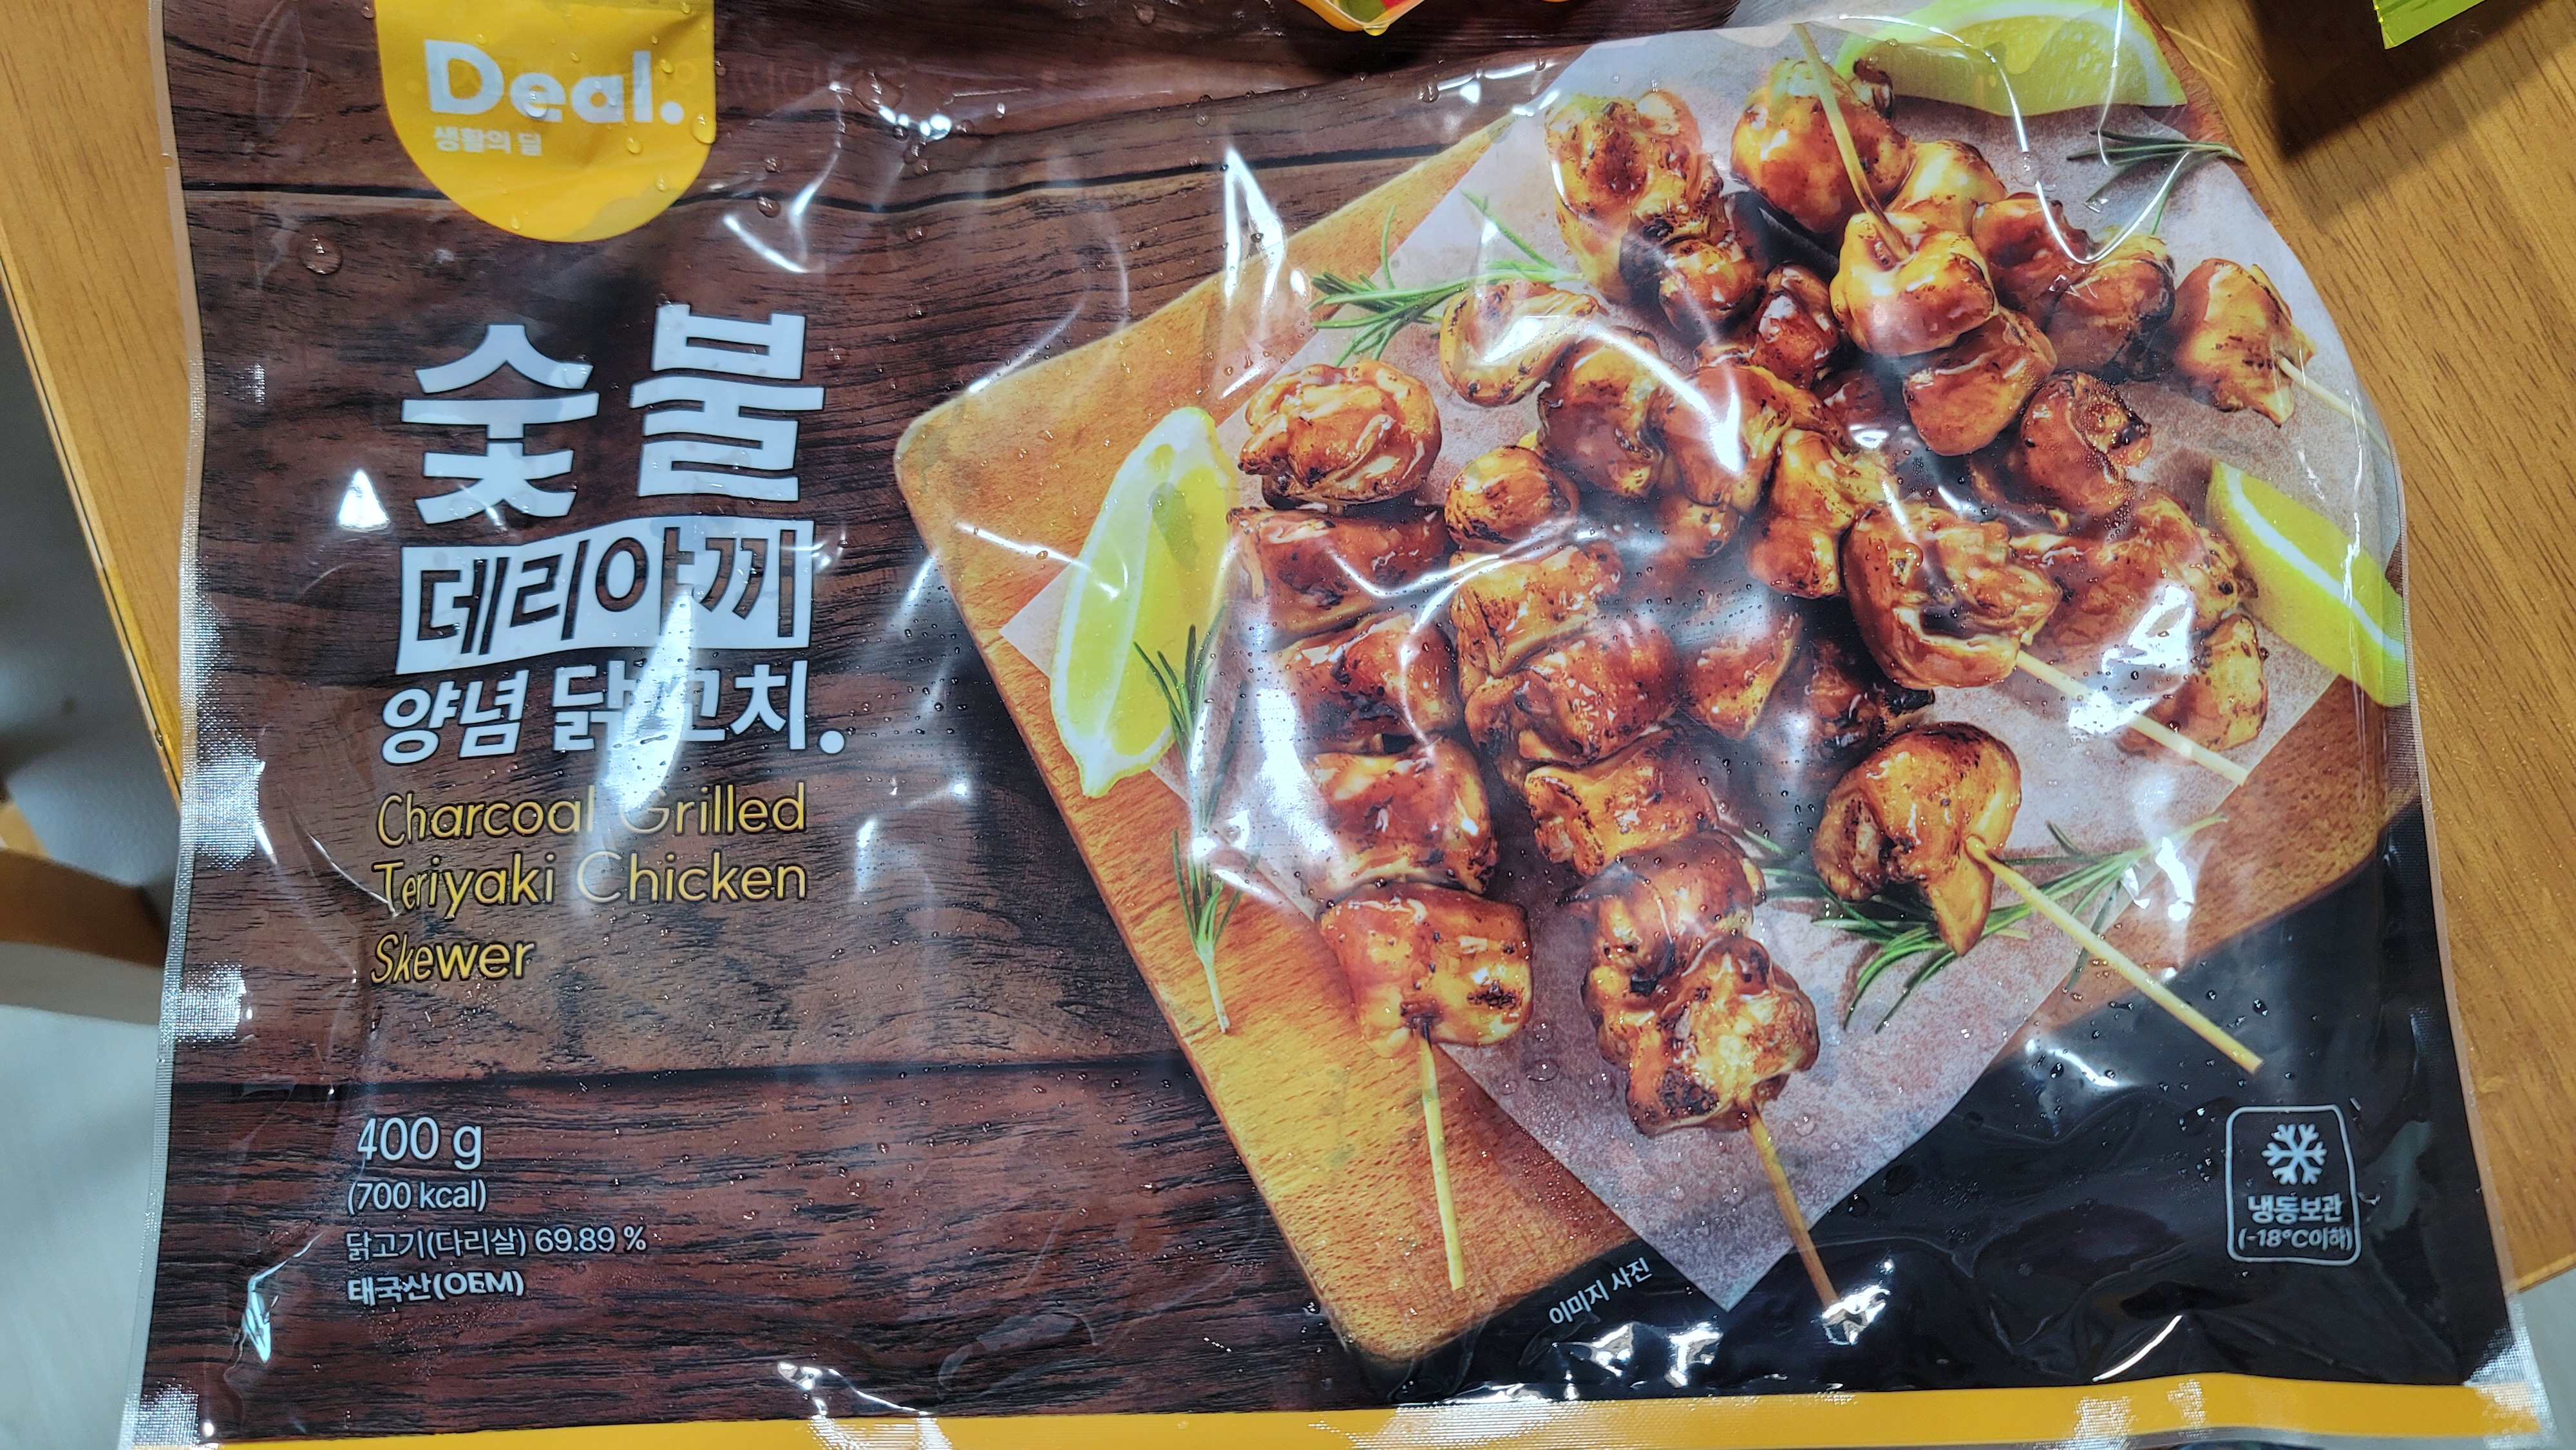 Deal.
생활의 딜
숯불
데리야끼
양념 닭꼬치.
Charcoal Grilled
Teriyaki Chicken
Skewer
400 g
(700 kcal)
닭고기(다리살) 69.89 %
태국산(OEM)
이미지 사진
냉동보관
(-18°C이하)